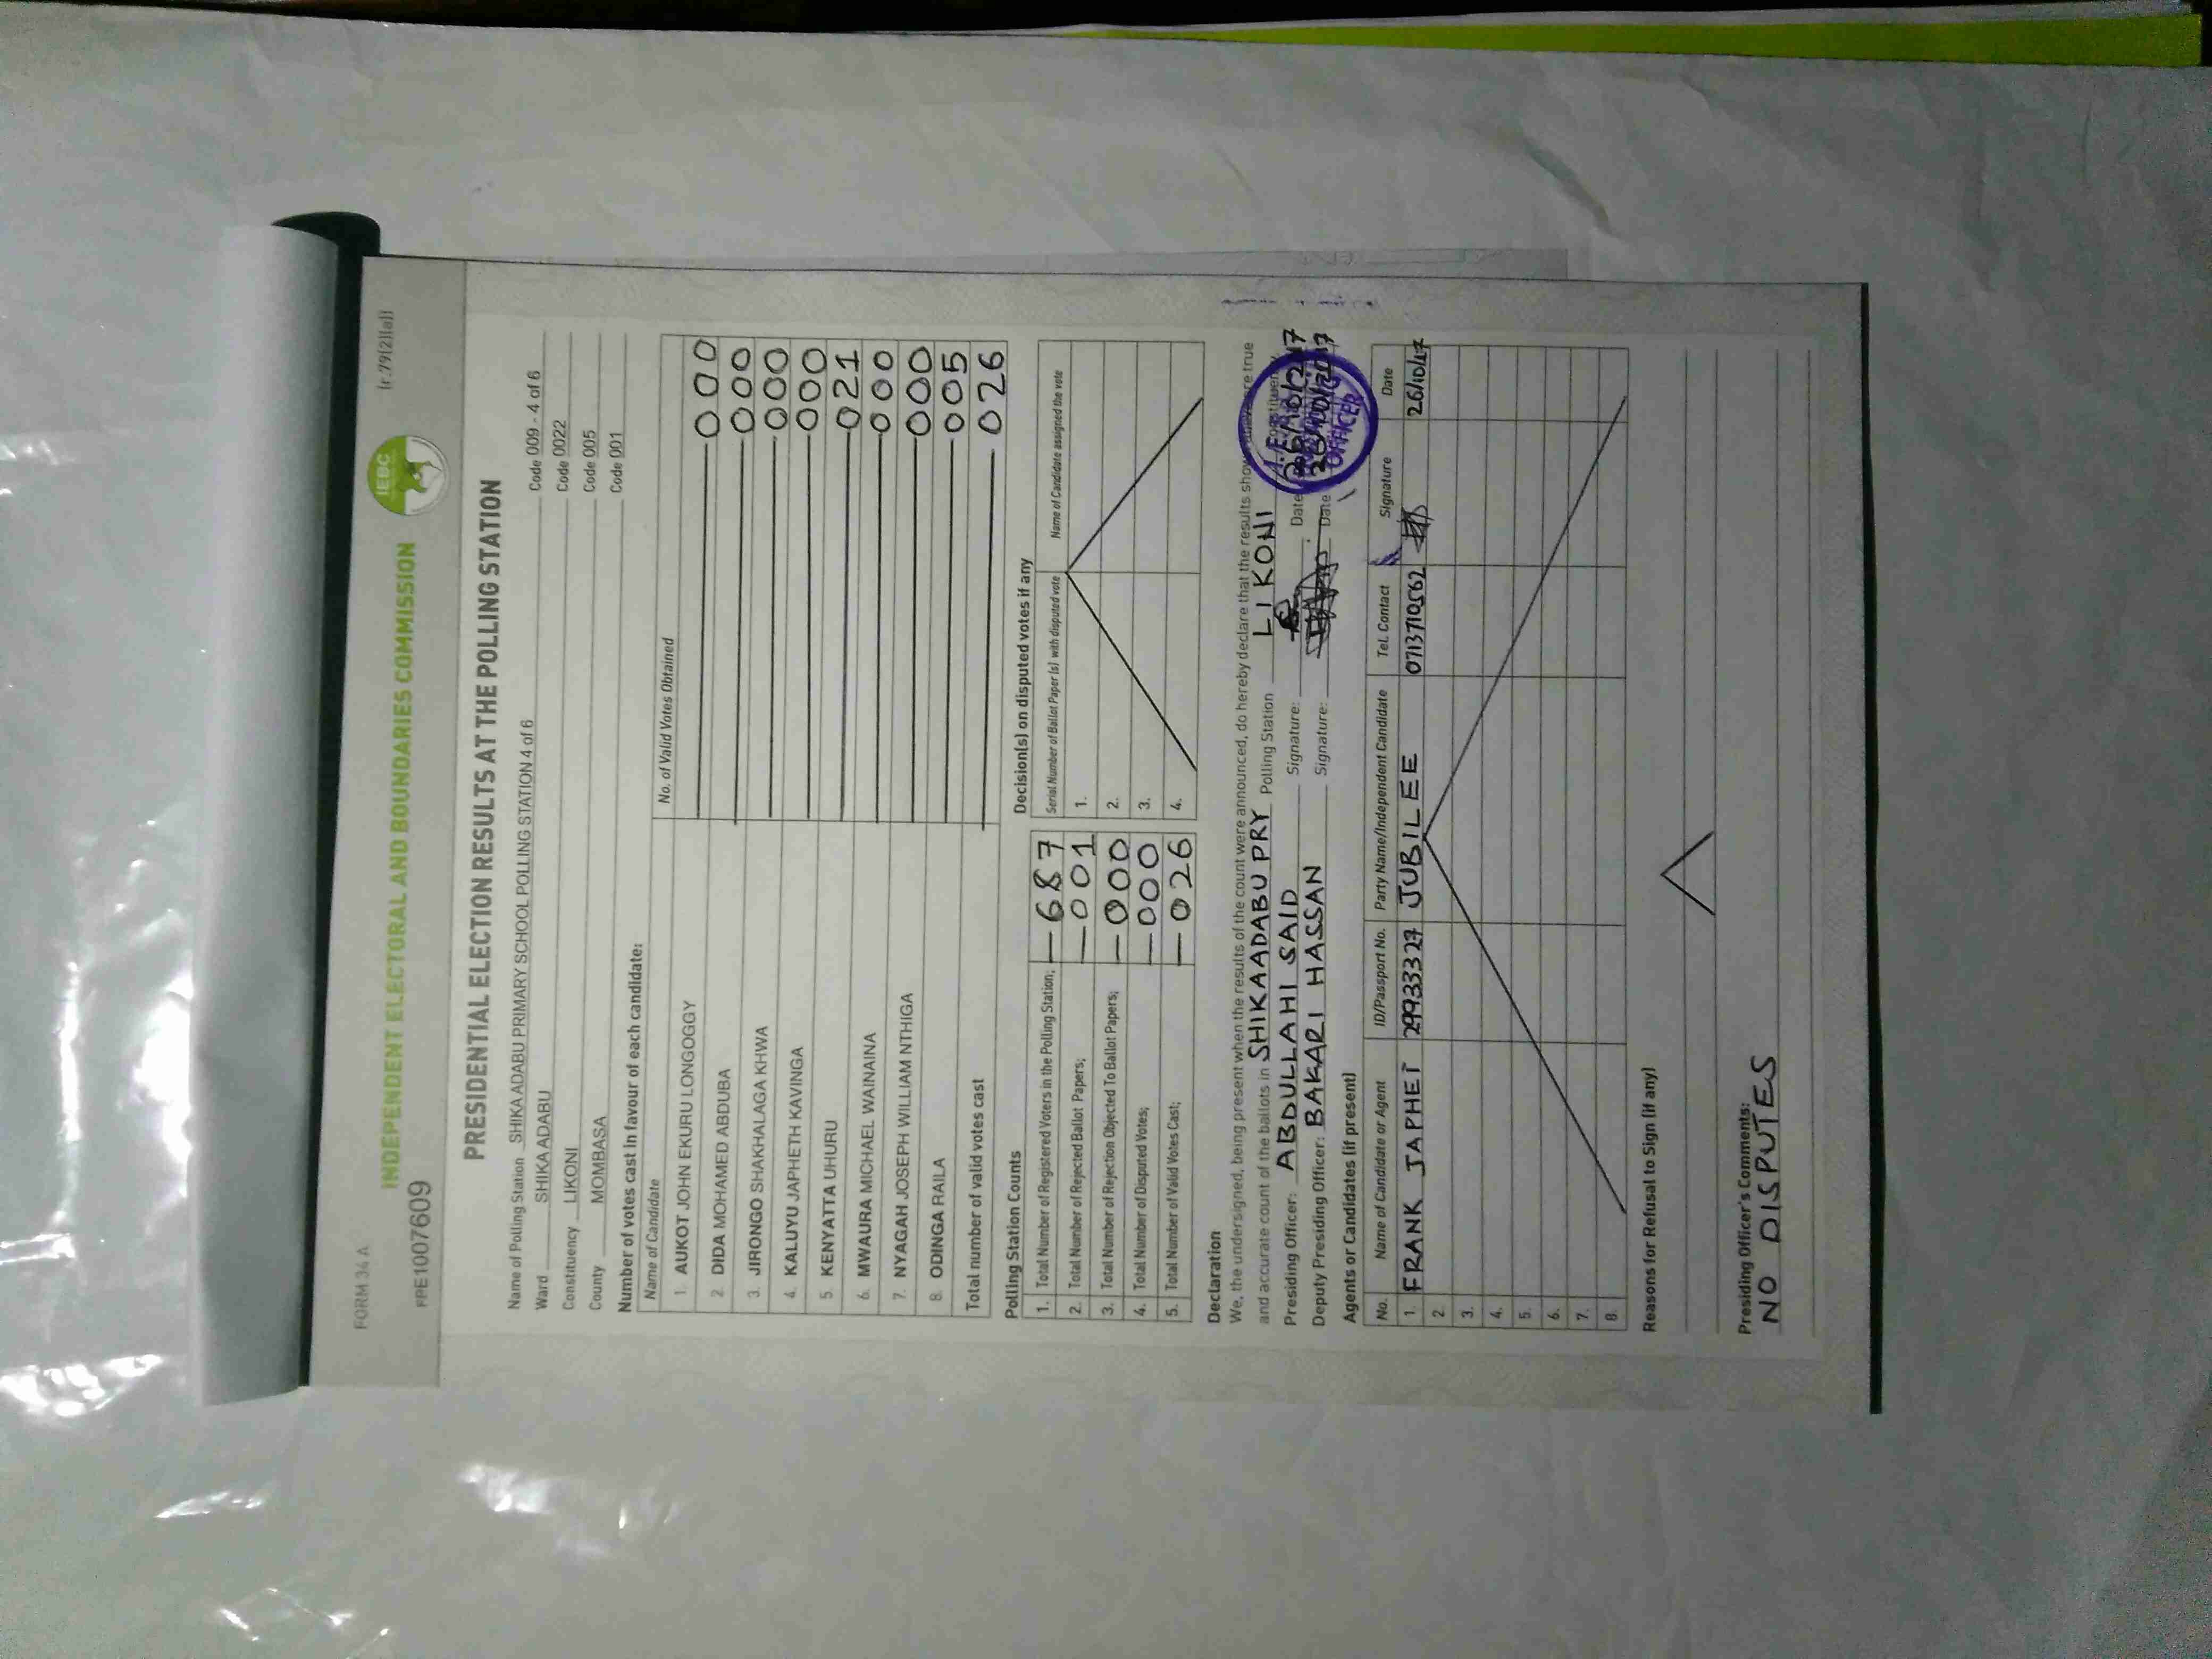 FORM 34 A (r.79(2)(a))
INDEPENDENT ELECTORAL AND BOUNDARIES COMMISSION IEBC
FPE1007609
PRESIDENTIAL ELECTION RESULTS AT THE POLLING STATION
Name of Polling Station SHIKA ADABU PRIMARY SCHOOL POLLING STATION 4 of 6 Code 009 - 4 of 6
Ward SHIKA ADABU Code 0022
Constituency LIKONI Code 005
County MOMBASA Code 001
Number of votes cast in favour of each candidate:
Name of Candidate No. of Valid Votes Obtained
1. AUKOT JOHN EKURU LONGOGGY 000
2. DIDA MOHAMED ABDUBA 000
3. JIRONGO SHAKHALAGA KHWA 000
4. KALUYU JAPHETH KAVINGA 000
5. KENYATTA UHURU 021
6. MWAURA MICHAEL WAINAINA 000
7. NYAGAH JOSEPH WILLIAM NTHIGA 000
8. ODINGA RAILA 005
Total number of valid votes cast 026
Polling Station Counts
1. Total Number of Registered Voters in the Polling Station; 687
2. Total Number of Rejected Ballot Papers; 001
3. Total Number of Rejection Objected To Ballot Papers; 000
4. Total Number of Disputed Votes; 000
5. Total Number of Valid Votes Cast; 026
Decision(s) on disputed votes if any
Serial Number of Ballot Paper (s) with disputed vote Name of Candidate assigned the vote
1.
2.
3.
4.
Declaration
We, the undersigned, being present when the results of the count were announced, do hereby declare that the results show are true
and accurate count of the ballots in SHIKAADABU PRY Polling Station LIKONI
Presiding Officer: ABDULLAHI SAID Signature: Date 26/10/2017
Deputy Presiding Officer: BAKARI HASSAN Signature: Date
OFFICER
Agents or Candidates (if present)
No. Name of Candidate or Agent ID/Passport No. Party Name/Independent Candidate Tel. Contact Signature Date
1. FRANK JAPHET 29933327 JUBILEE 0713710562 26/10/17
2.
3.
4.
5.
6.
7.
8.
Reasons for Refusal to Sign (if any)
Presiding Officer's Comments:
NO DISPUTES